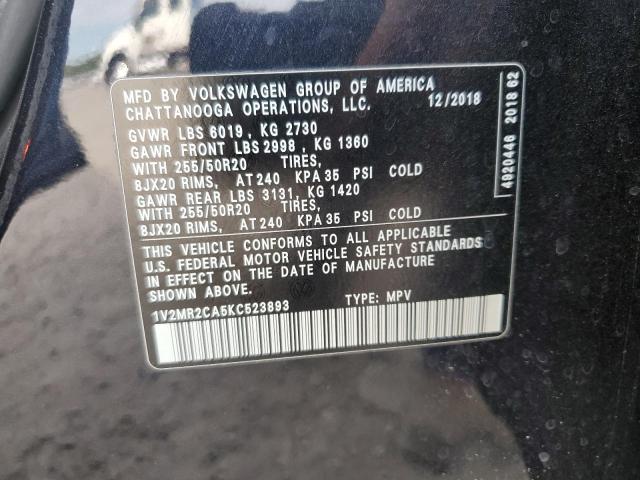 MFD BY VOLKSWAGEN GROUP OF AMERICA
CHATTANOOGA OPERATIONS, LLC. 12/2018
GVWR LBS 6019 , KG 2730
GAWR FRONT LBS 2998 , KG 1360
WITH 255/50R20 TIRES,
8JX20 RIMS, AT 240 KPA 35 PSI COLD
GAWR REAR LBS 3131, KG 1420
WITH 255/50R20 TIRES,
8JX20 RIMS, AT 240 KPA 35 PSI COLD
THIS VEHICLE CONFORMS TO ALL APPLICABLE
U.S. FEDERAL MOTOR VEHICLE SAFETY STANDARDS
IN EFFECT ON THE DATE OF MANUFACTURE
SHOWN ABOVE.
1V2MR2CA5KC523893 TYPE: MPV
4920446 2018 62